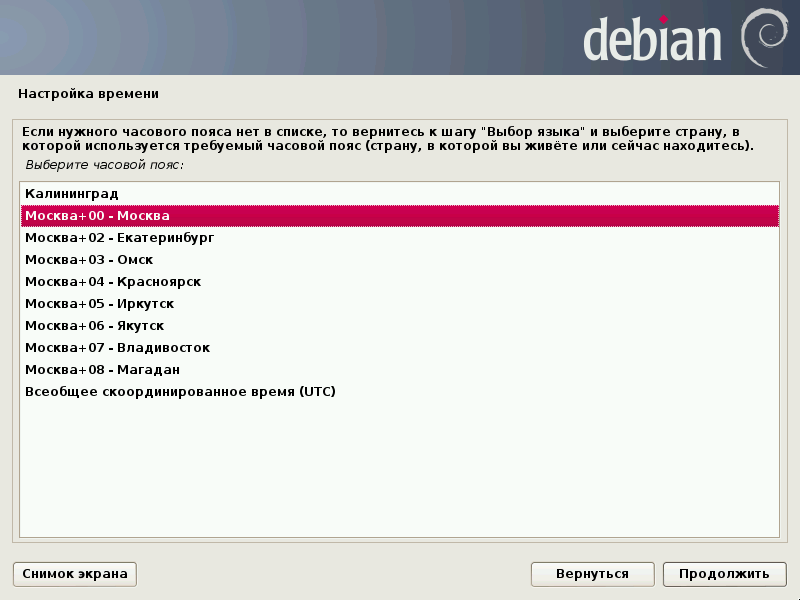 debian
Настройка времени
Если нужного часового пояса нет в списке, то вернитесь к шагу "Выбор языка" и выберите страну, в
которой используется требуемый часовой пояс (страну, в которой вы живёте или сейчас находитесь).
Выберите часовой пояс:
Калининград
Москва+00 - Москва
Москва+02 - Екатеринбург
Москва+03 - Омск
Москва+04 - Красноярск
Москва+05 - Иркутск
Москва+06 - Якутск
Москва+07 - Владивосток
Москва+08 - Магадан
Всеобщее скоординированное время (UTC)
Снимок экрана
Вернуться
Продолжить